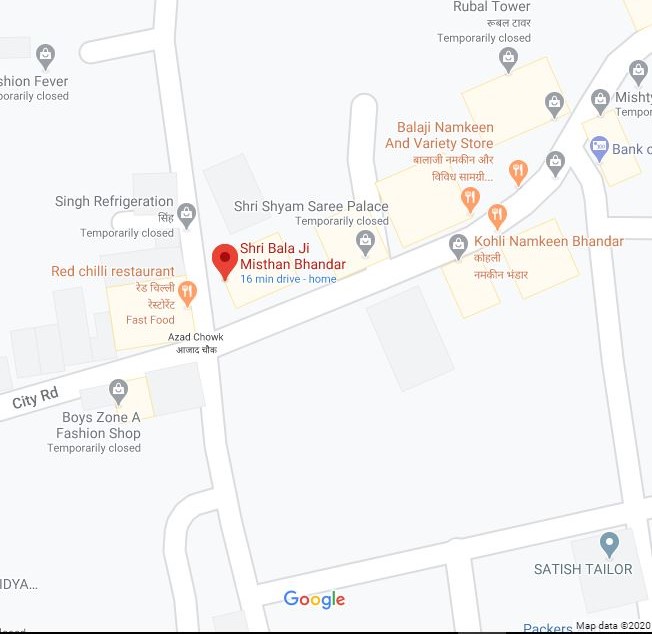 Rubal Tower
रूबल टावर
Temporarily closed
shion Fever
porarily closed
Mishty
Tempor
Balaji Namkeen
And Variety Store
बालाजी नमकीन और
विविध सामग्री...
Bank o
Singh Refrigeration
सिंह
Temporarily closed
Shri Shyam Saree Palace
Temporarily closed
Shri Bala Ji
Misthan Bhandar
16 min drive - home
Kohli Namkeen Bhandar
कोहली
नमकीन भंडार
Red chilli restaurant
रेड चिल्ली
रेस्टोरेंट
Fast Food
Azad Chowk
आजाद चौक
City Rd
Boys Zone A
Fashion Shop
Temporarily closed
SATISH TAILOR
IDYA...
Google
Packers
Map data ©2020